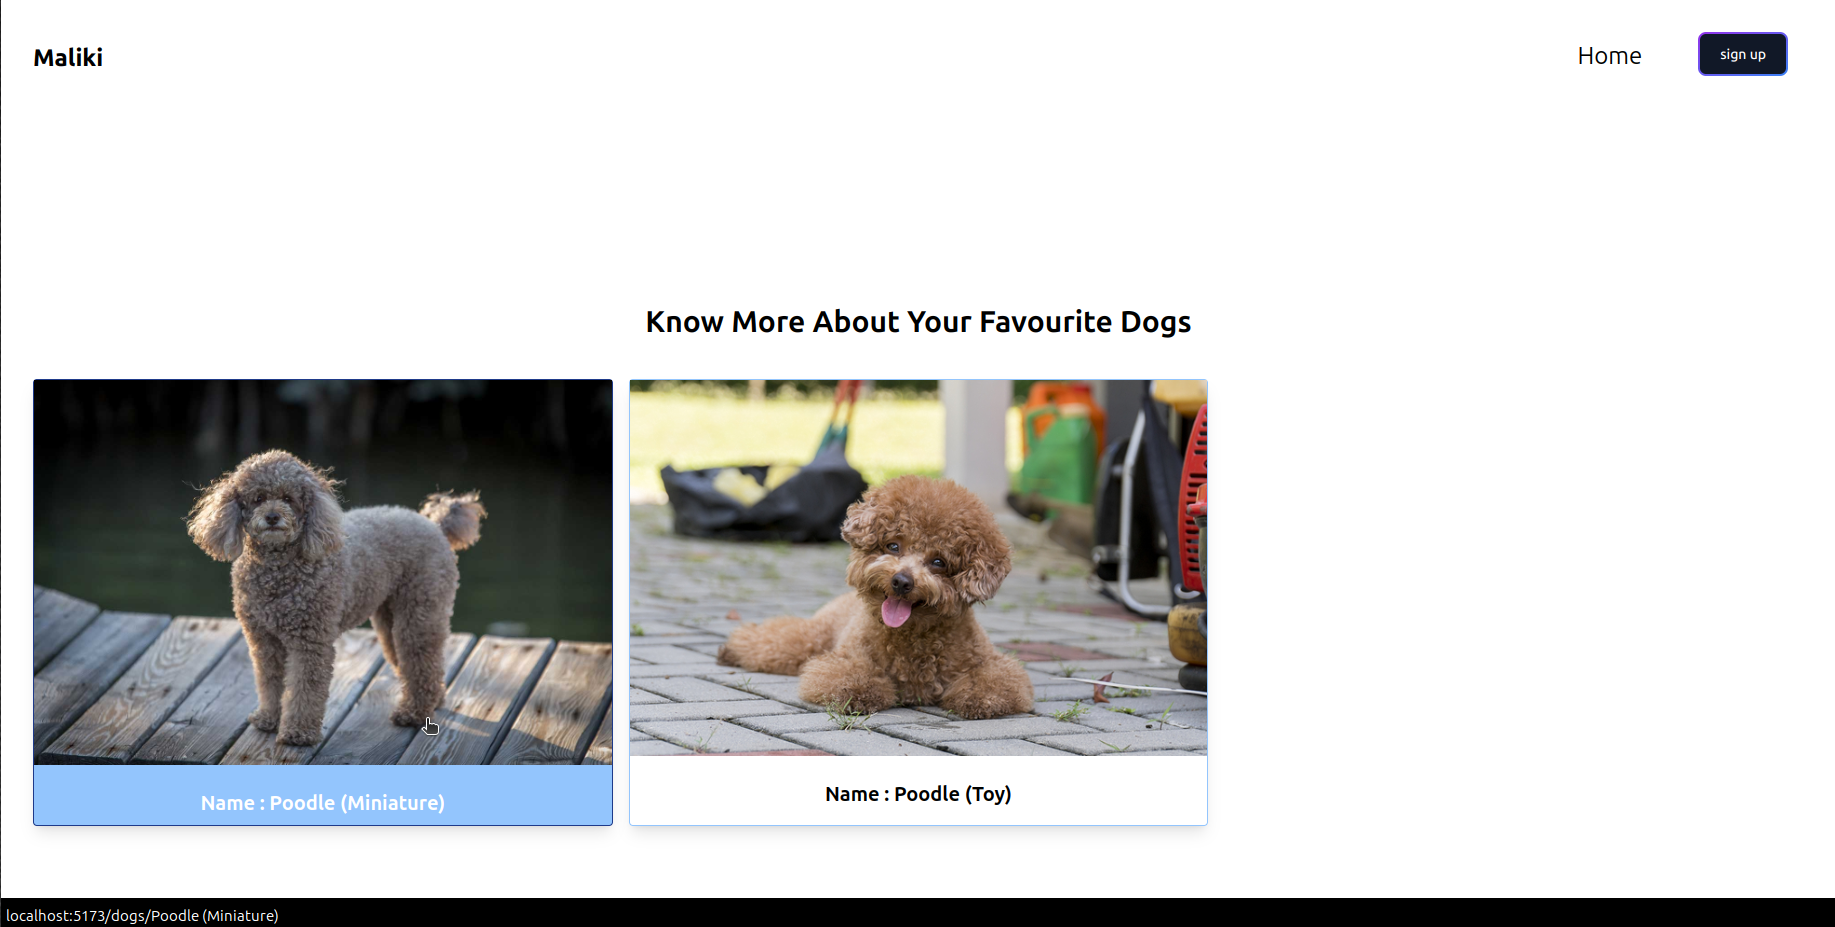 Maliki
Home
sign up
Know More About Your Favourite Dogs
Name : Poodle (Miniature)
Name : Poodle (Toy)
localhost:5173/dogs/Poodle (Miniature)